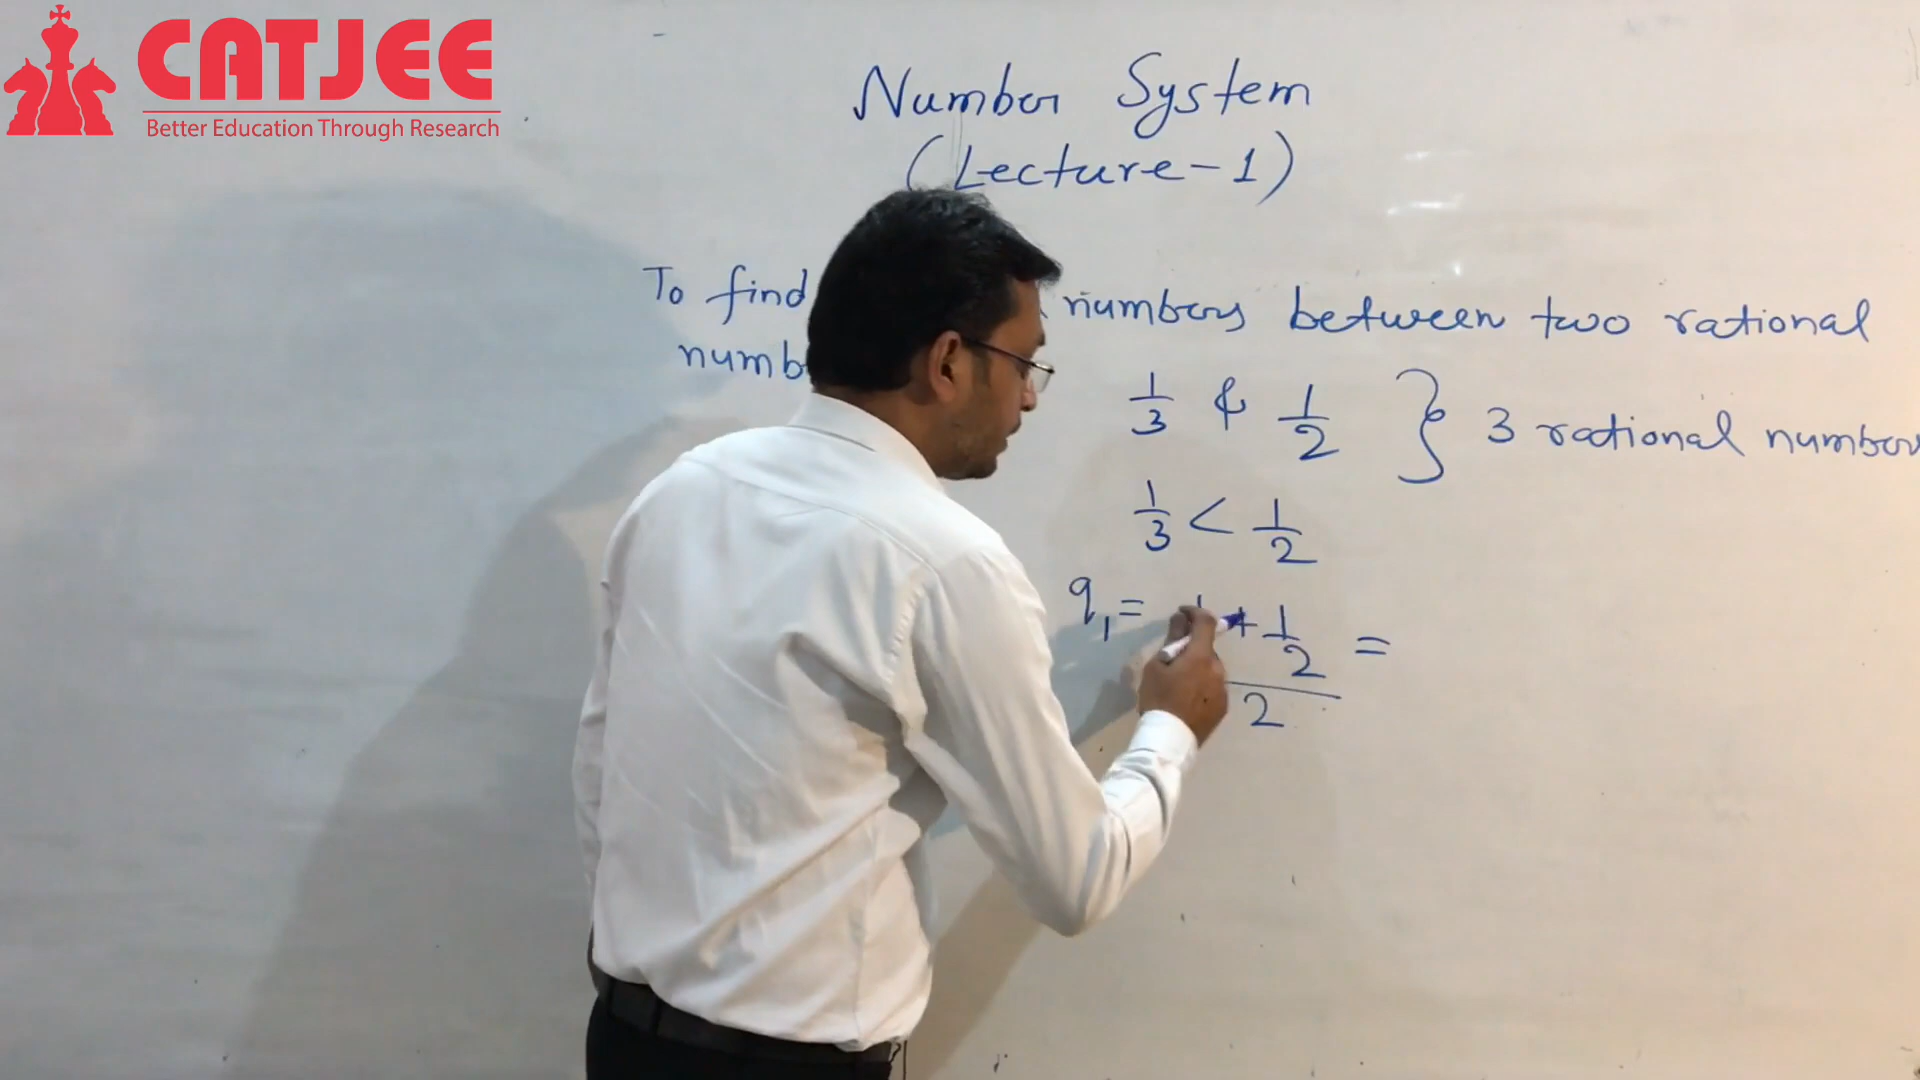 CATJEE
Better Education Through Research
Number System
(Lecture-1)
To find numbers between two rational
1/3 & 1/2 } 3 rational numbers
1/3 < 1/2
q1 = + 1/2 =
2